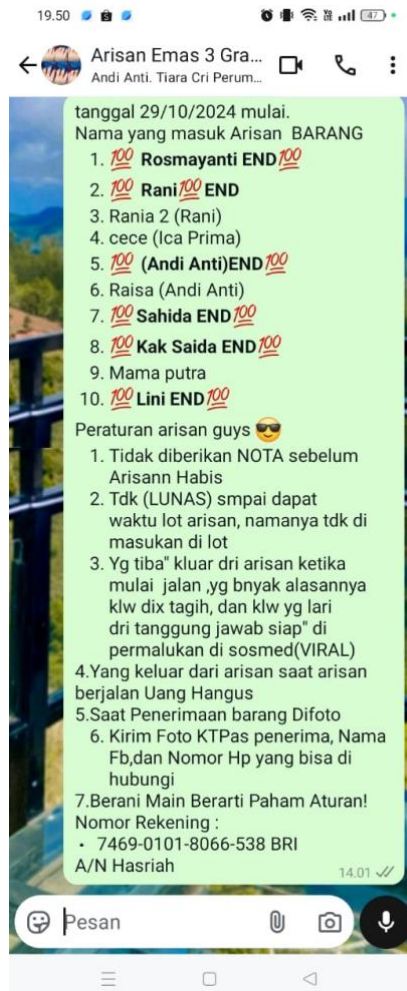 19.50
47
Arisan Emas 3 Gra...
Andi Anti. Tiara Cri Perum...
tanggal 29/10/2024 mulai.
Nama yang masuk Arisan  BARANG
1. 💯 Rosmayanti END💯
2. 💯 Rani💯 END
3. Rania 2 (Rani)
4. cece (Ica Prima)
5. 💯 (Andi Anti)END💯
6. Raisa (Andi Anti)
7. 💯 Sahida END💯
8. 💯 Kak Saida END💯
9. Mama putra
10. 💯 Lini END💯
Peraturan arisan guys 😎
1. Tidak diberikan NOTA sebelum
Arisann Habis
2. Tdk (LUNAS) smpai dapat
waktu lot arisan, namanya tdk di
masukan di lot
3. Yg tiba" kluar dri arisan ketika
mulai  jalan ,yg bnyak alasannya
klw dix tagih, dan klw yg lari
dri tanggung jawab siap" di
permalukan di sosmed(VIRAL)
4.Yang keluar dari arisan saat arisan
berjalan Uang Hangus
5.Saat Penerimaan barang Difoto
6. Kirim Foto KTPas penerima, Nama
Fb,dan Nomor Hp yang bisa di
hubungi
7.Berani Main Berarti Paham Aturan!
Nomor Rekening :
• 7469-0101-8066-538 BRI
A/N Hasriah
14.01
Pesan